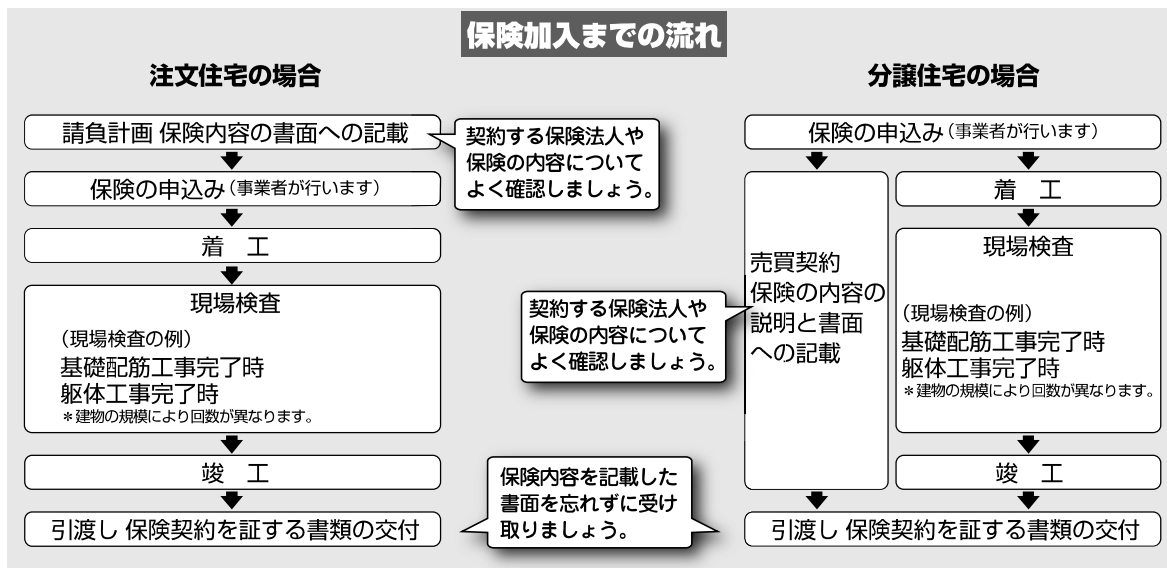 保険加入までの流れ
注文住宅の場合
請負計画 保険内容の書面への記載
契約する保険法人や
保険の内容について
よく確認しましょう。
保険の申込み(事業者が行います)
着 工
現場検査
(現場検査の例)
基礎配筋工事完了時
躯体工事完了時
*建物の規模により回数が異なります。
竣 工
引渡し 保険契約を証する書類の交付
保険内容を記載した
書面を忘れずに受け
取りましょう。
分譲住宅の場合
保険の申込み(事業者が行います)
売買契約
保険の内容の
説明と書面
への記載
契約する保険法人や
保険の内容について
よく確認しましょう。
着 工
現場検査
(現場検査の例)
基礎配筋工事完了時
躯体工事完了時
*建物の規模により回数が異なります。
竣 工
引渡し 保険契約を証する書類の交付